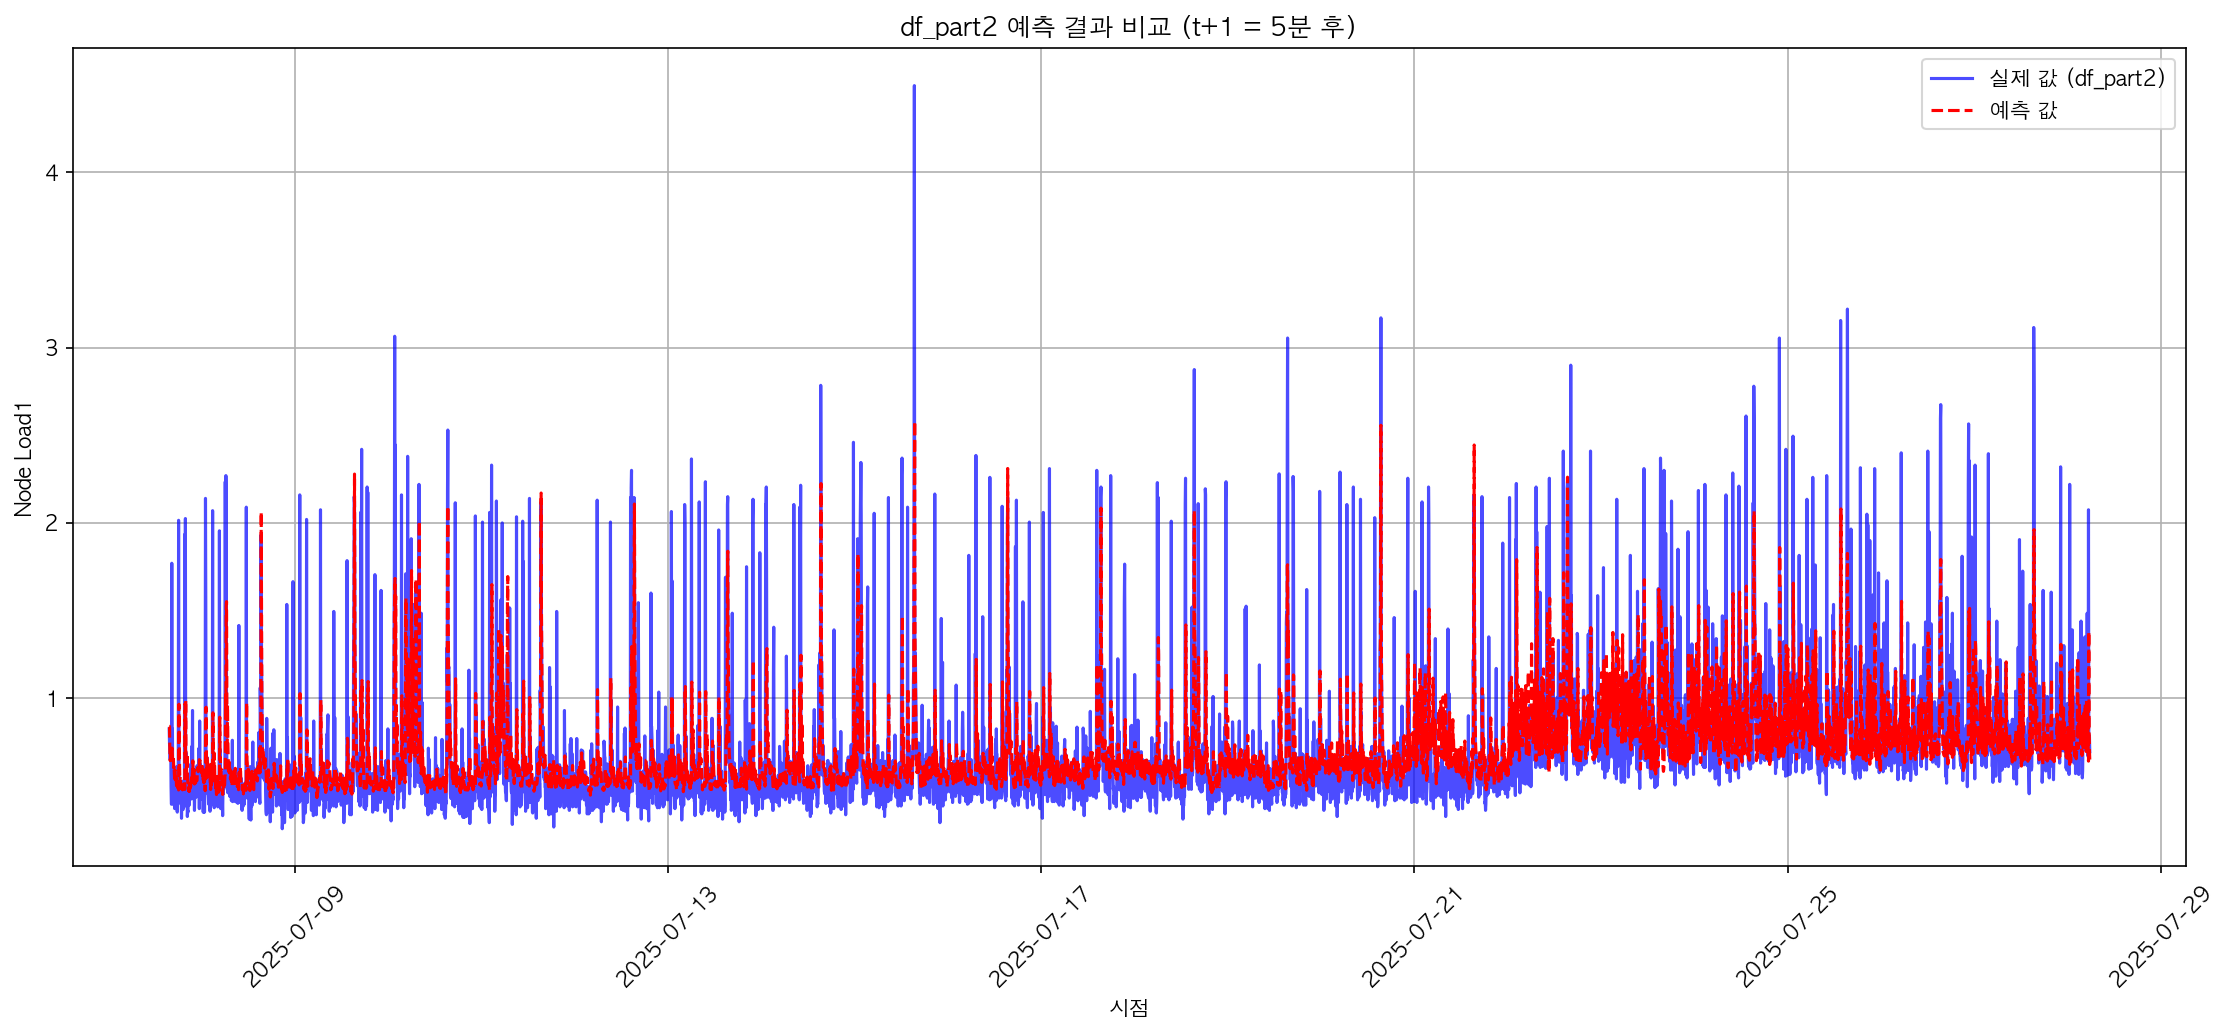 df_part2 예측 결과 비교 (t+1 = 5분 후)
실제 값 (df_part2)
예측 값
Node Load1
4
3
2
1
2025-07-09
2025-07-13
2025-07-17
2025-07-21
2025-07-25
2025-07-29
시점